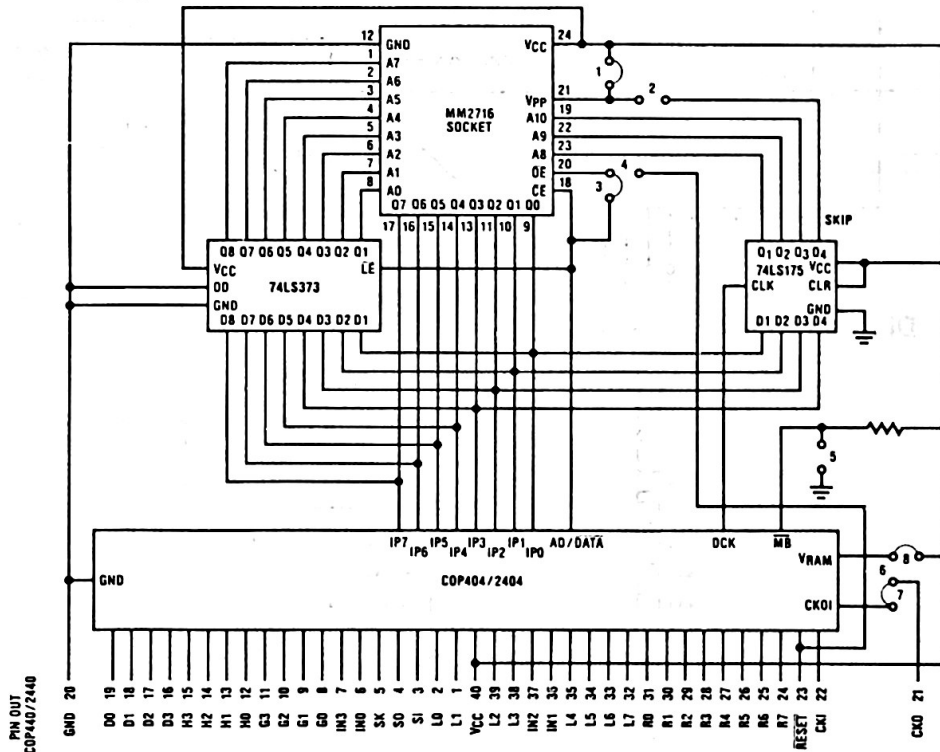 12 GND VCC 24
1 A7
2 A6
3 A5
4 A4
5 A3
6 A2
7 A1
8 A0
MM2716
SOCKET
VPP 21
A10 19
A9 22
A8 23
OE 20
CE 18
1
2
3
4
Q7 Q6 Q5 Q4 Q3 Q2 Q1 Q0
17 16 15 14 13 11 10 9
SKIP
Q8 Q7 Q6 Q5 Q4 Q3 Q2 Q1
VCC LE
OD 74LS373
GND
D8 D7 D6 D5 D4 D3 D2 D1
Q1 Q2 Q3 Q4
74LS175
VCC
CLK CLR
GND
D1 D2 D3 D4
5
IP7 IP6 IP5 IP4 IP3 IP2 IP1 IP0 AD/DATA DCK MB
GND COP404/2404 VRAM
8
6
7
CKOI
PIN OUT
COP440/2440
GND 20
D0 19
D1 18
D2 17
D3 16
H3 15
H2 14
H1 13
H0 12
G3 11
G2 10
G1 9
G0 8
IN3 7
IN0 6
SK 5
SO 4
SI 3
L0 2
L1 1
VCC 40
L2 39
L3 38
IN2 37
IN1 36
L4 35
L5 34
L6 33
L7 32
R0 31
R1 30
R2 29
R3 28
R4 27
R5 26
R6 25
R7 24
RESET 23
CKI 22
CKO 21